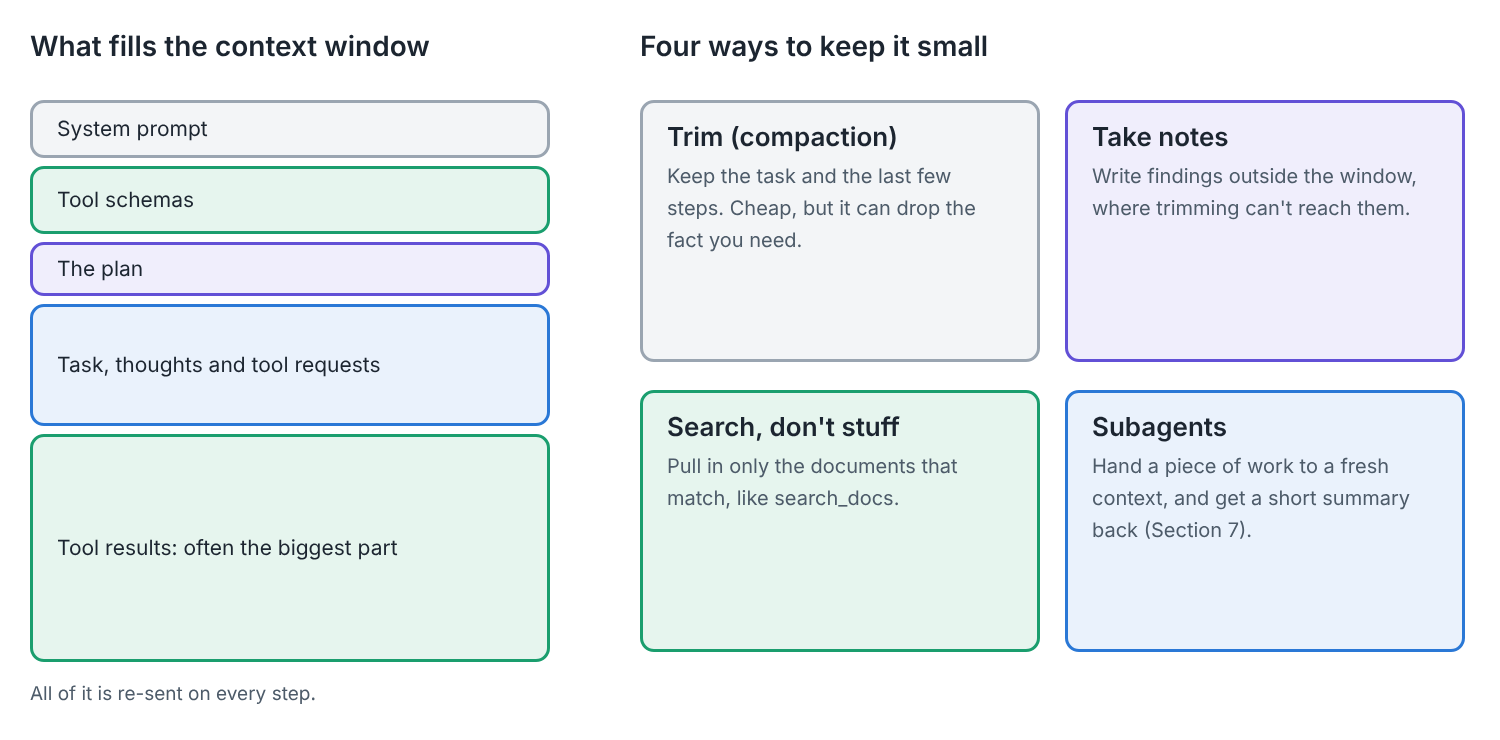 What fills the context window
System prompt
Tool schemas
The plan
Task, thoughts and tool requests
Tool results: often the biggest part
All of it is re-sent on every step.
Four ways to keep it small
Trim (compaction)
Keep the task and the last few
steps. Cheap, but it can drop the
fact you need.
Take notes
Write findings outside the window,
where trimming can't reach them.
Search, don't stuff
Pull in only the documents that
match, like search_docs.
Subagents
Hand a piece of work to a fresh
context, and get a short summary
back (Section 7).